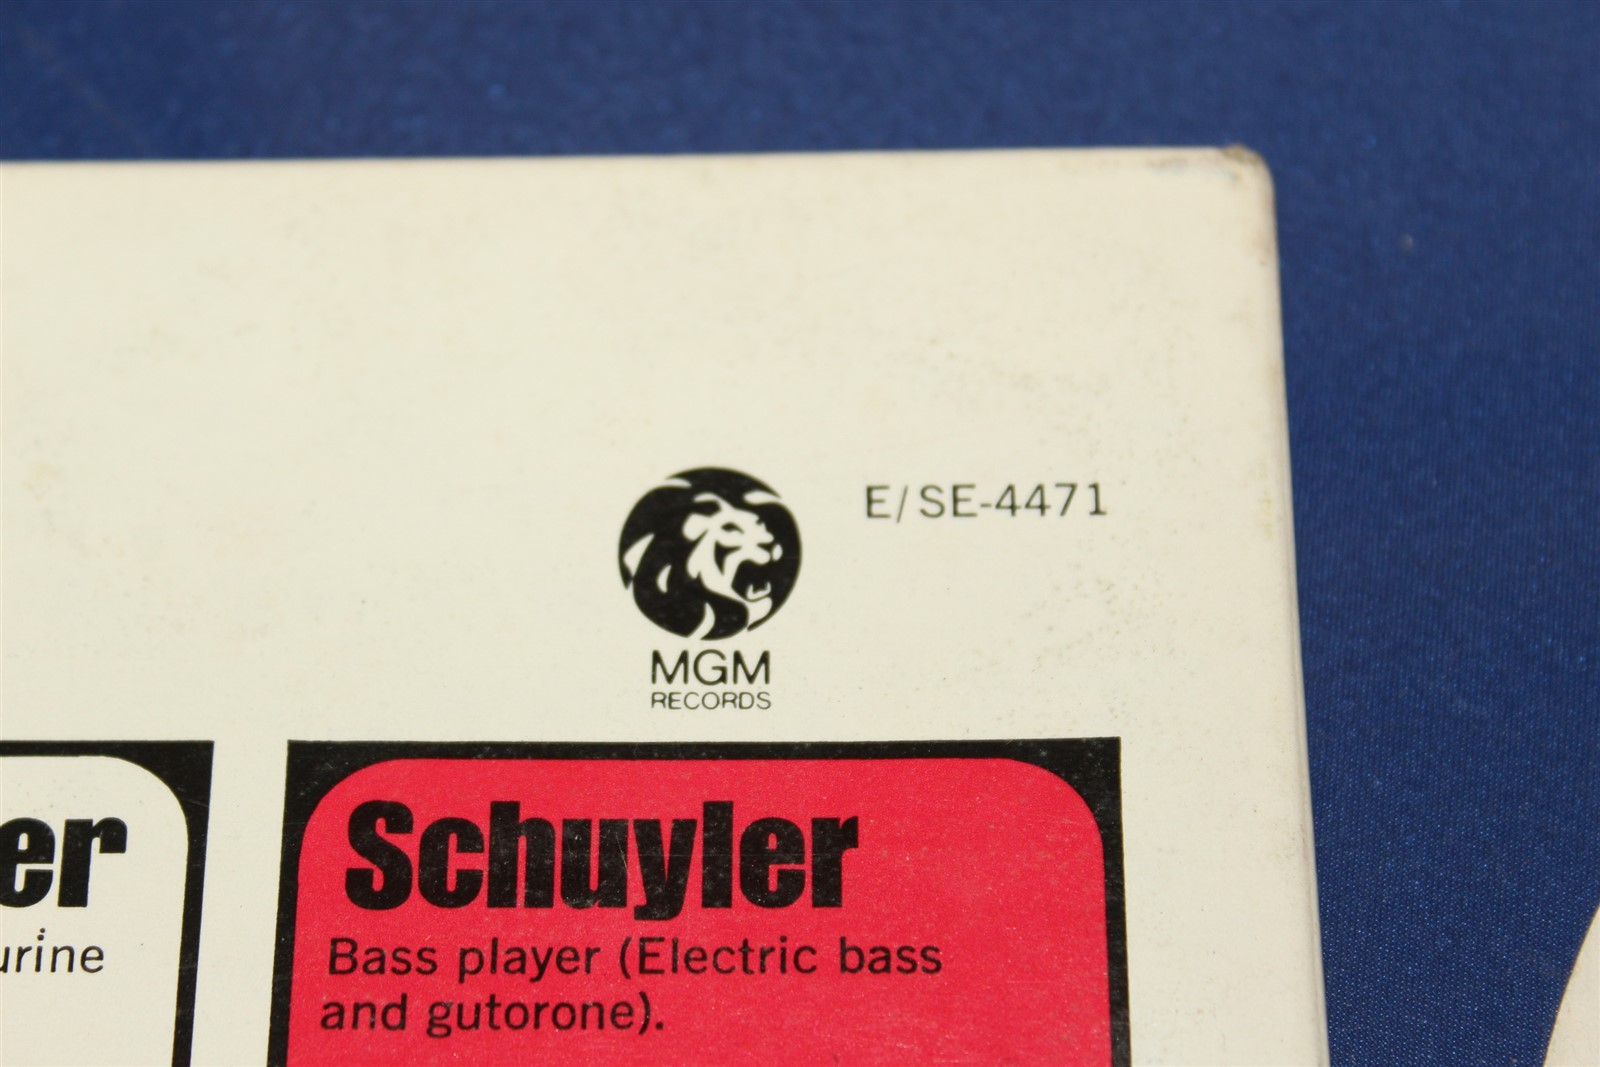 E/SE-4471
MGM
RECORDS
er
urine
Schuyler
Bass player (Electric bass
and gutorone).